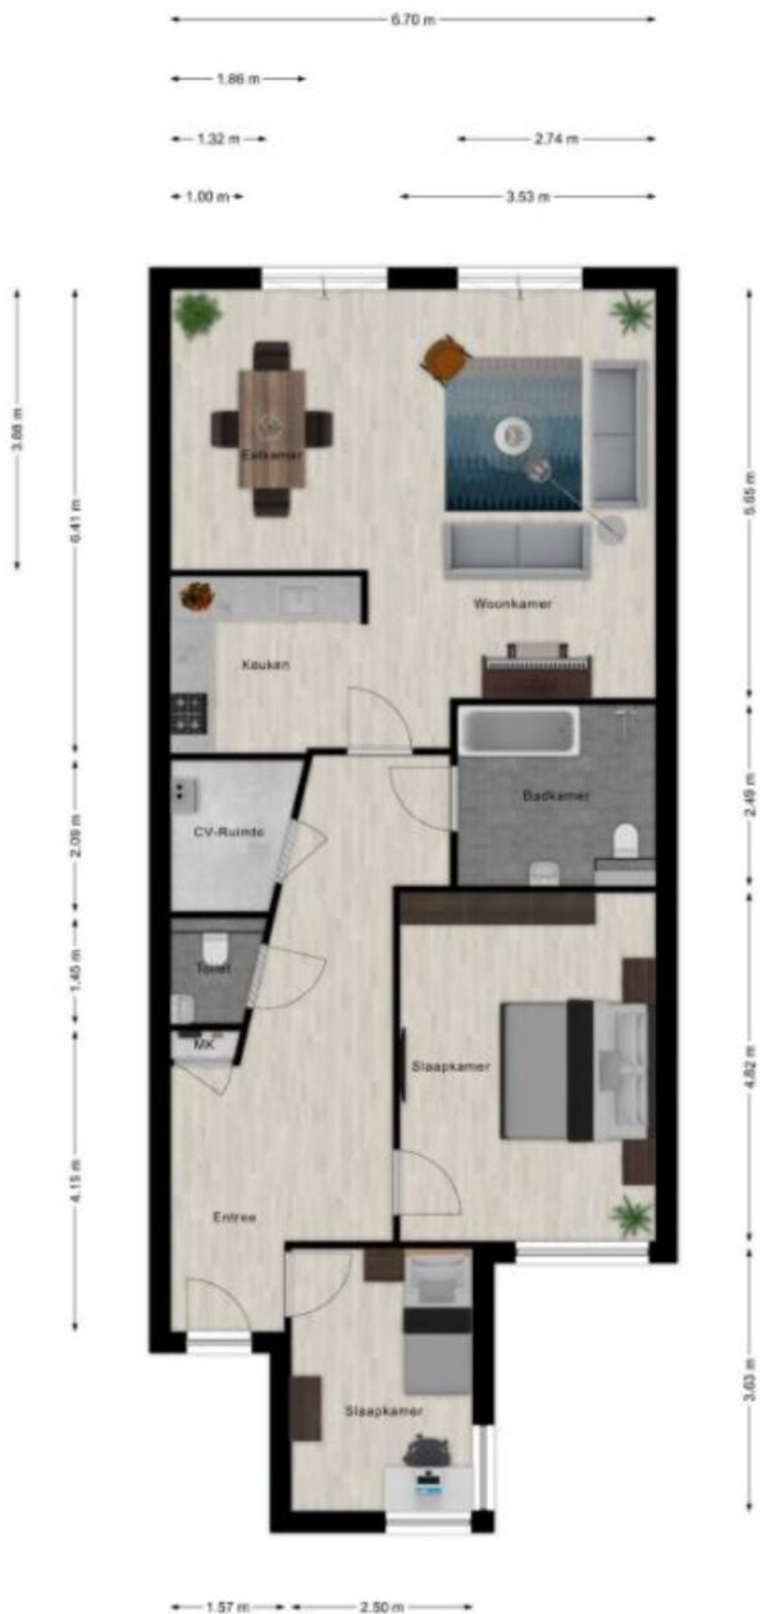 6.70 m
1.86 m
1.32 m
2.74 m
1.00 m
3.53 m
3.88 m
6.41 m
5.65 m
Eetkamer
Woonkamer
Keuken
2.09 m
2.49 m
CV-Ruimte
Badkamer
1.45 m
Toilet
MK
4.82 m
Slaapkamer
4.15 m
Entree
3.63 m
Slaapkamer
1.57 m
2.50 m